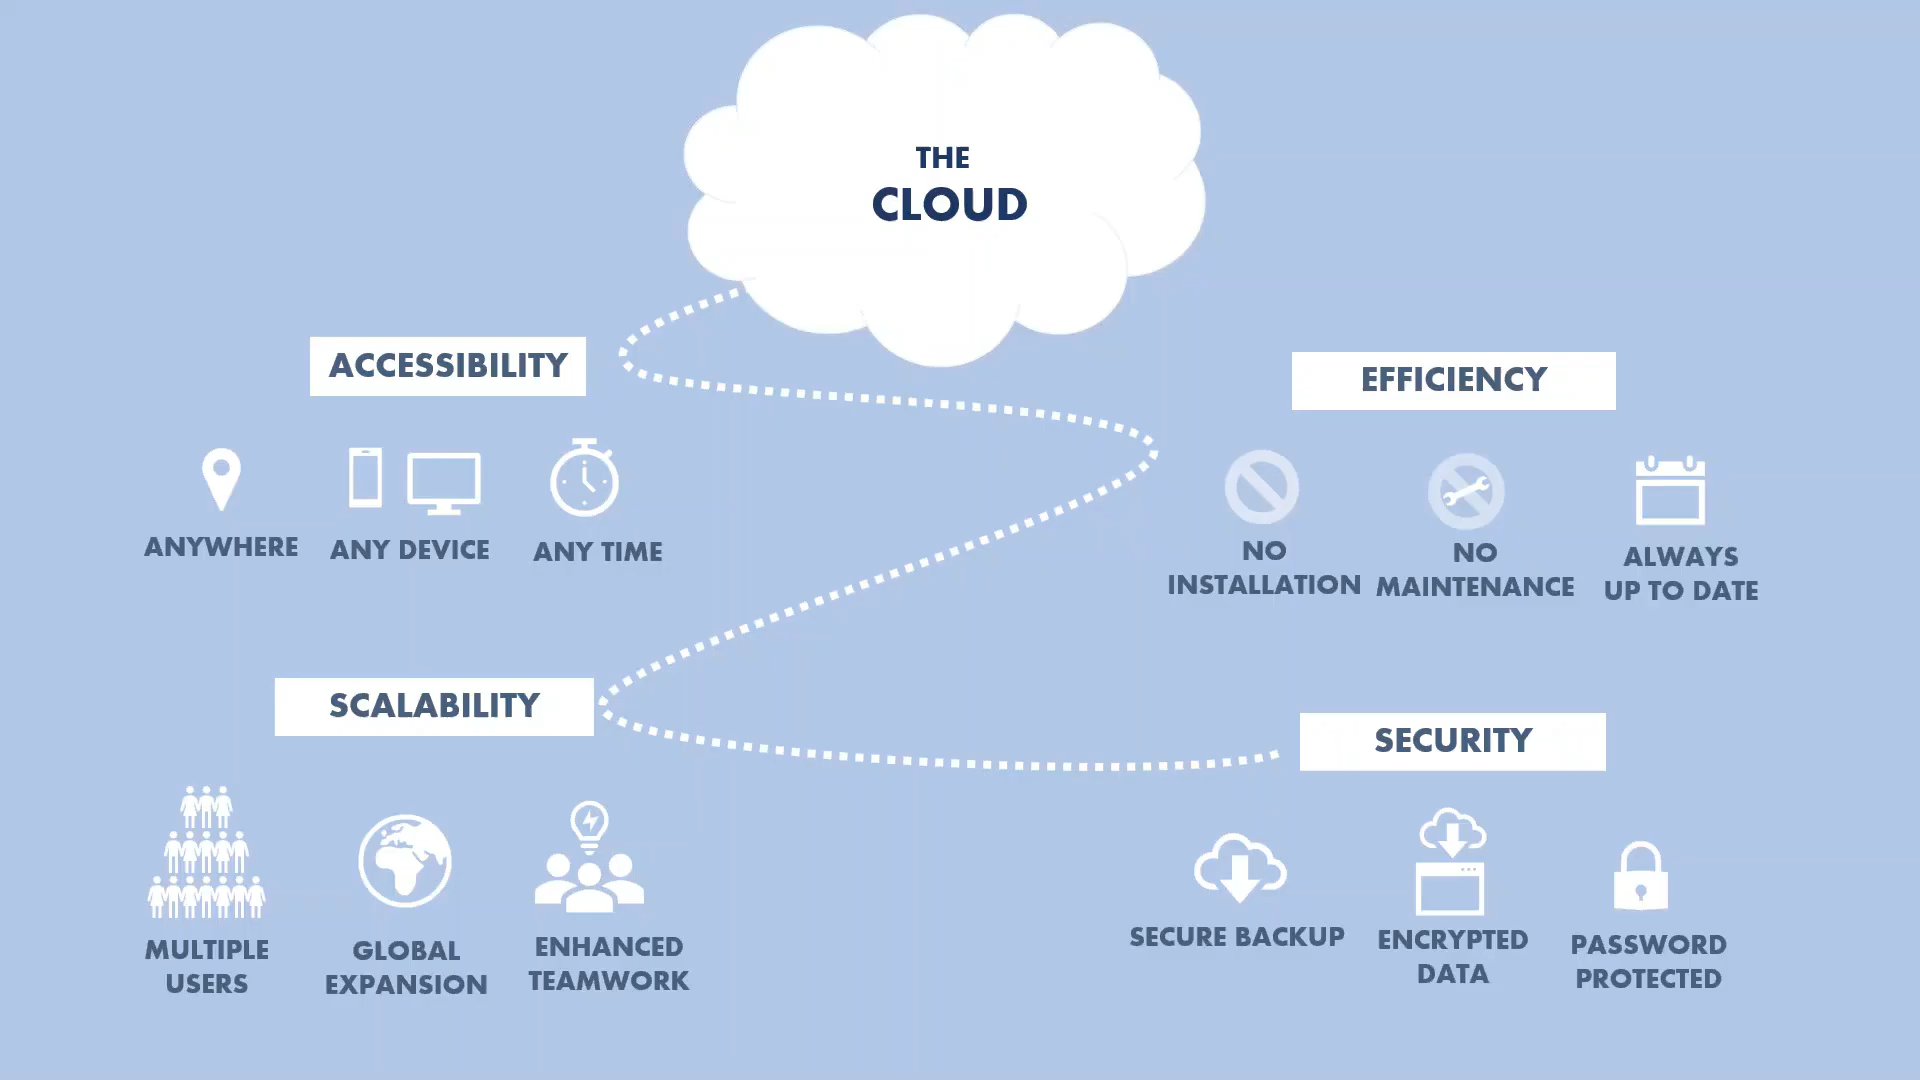 THE
CLOUD
ACCESSIBILITY
ANYWHERE
ANY DEVICE
ANY TIME
EFFICIENCY
NO
INSTALLATION
NO
MAINTENANCE
ALWAYS
UP TO DATE
SCALABILITY
MULTIPLE
USERS
GLOBAL
EXPANSION
ENHANCED
TEAMWORK
SECURITY
SECURE BACKUP
ENCRYPTED
DATA
PASSWORD
PROTECTED